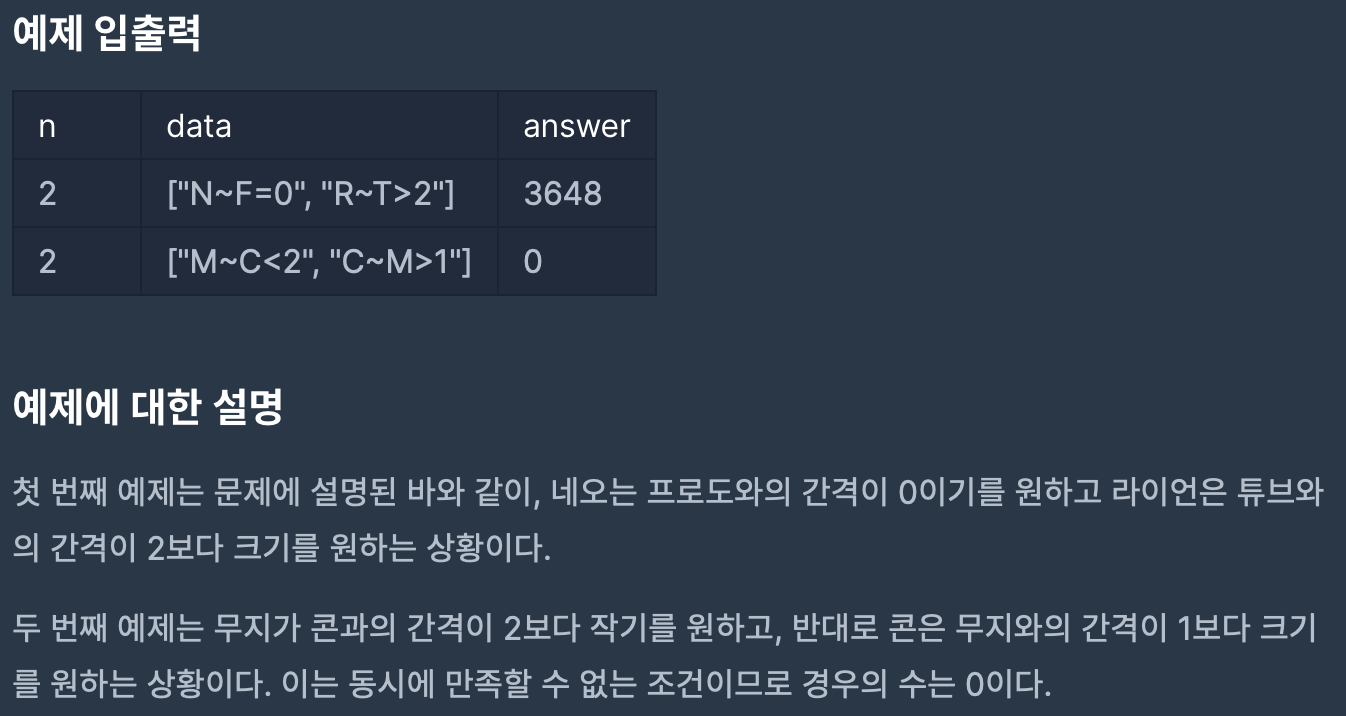 예제 입출력
n data answer
2 ["N~F=0", "R~T>2"] 3648
2 ["M~C<2", "C~M>1"] 0
예제에 대한 설명
첫 번째 예제는 문제에 설명된 바와 같이, 네오는 프로도와의 간격이 0이기를 원하고 라이언은 튜브와
의 간격이 2보다 크기를 원하는 상황이다.
두 번째 예제는 무지가 콘과의 간격이 2보다 작기를 원하고, 반대로 콘은 무지와의 간격이 1보다 크기
를 원하는 상황이다. 이는 동시에 만족할 수 없는 조건이므로 경우의 수는 0이다.